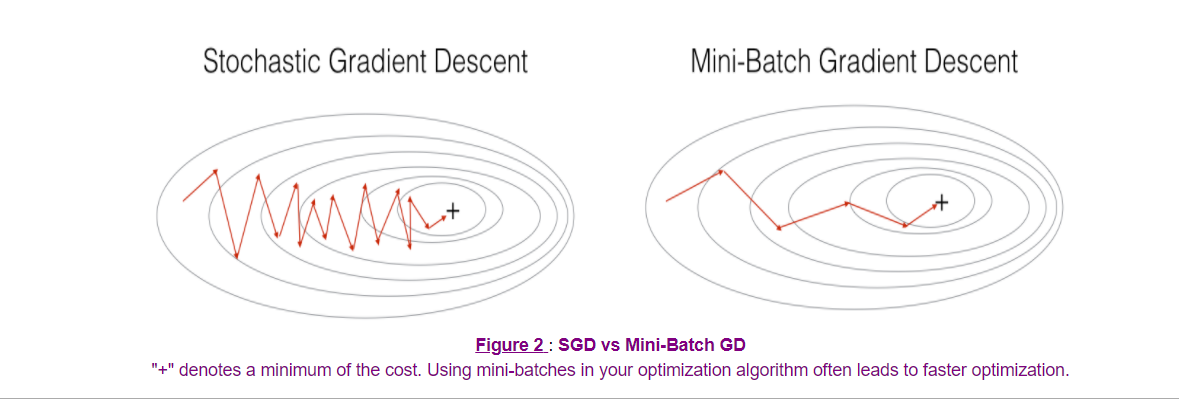 Stochastic Gradient Descent
Mini-Batch Gradient Descent
+
+
Figure 2 : SGD vs Mini-Batch GD
"+" denotes a minimum of the cost. Using mini-batches in your optimization algorithm often leads to faster optimization.